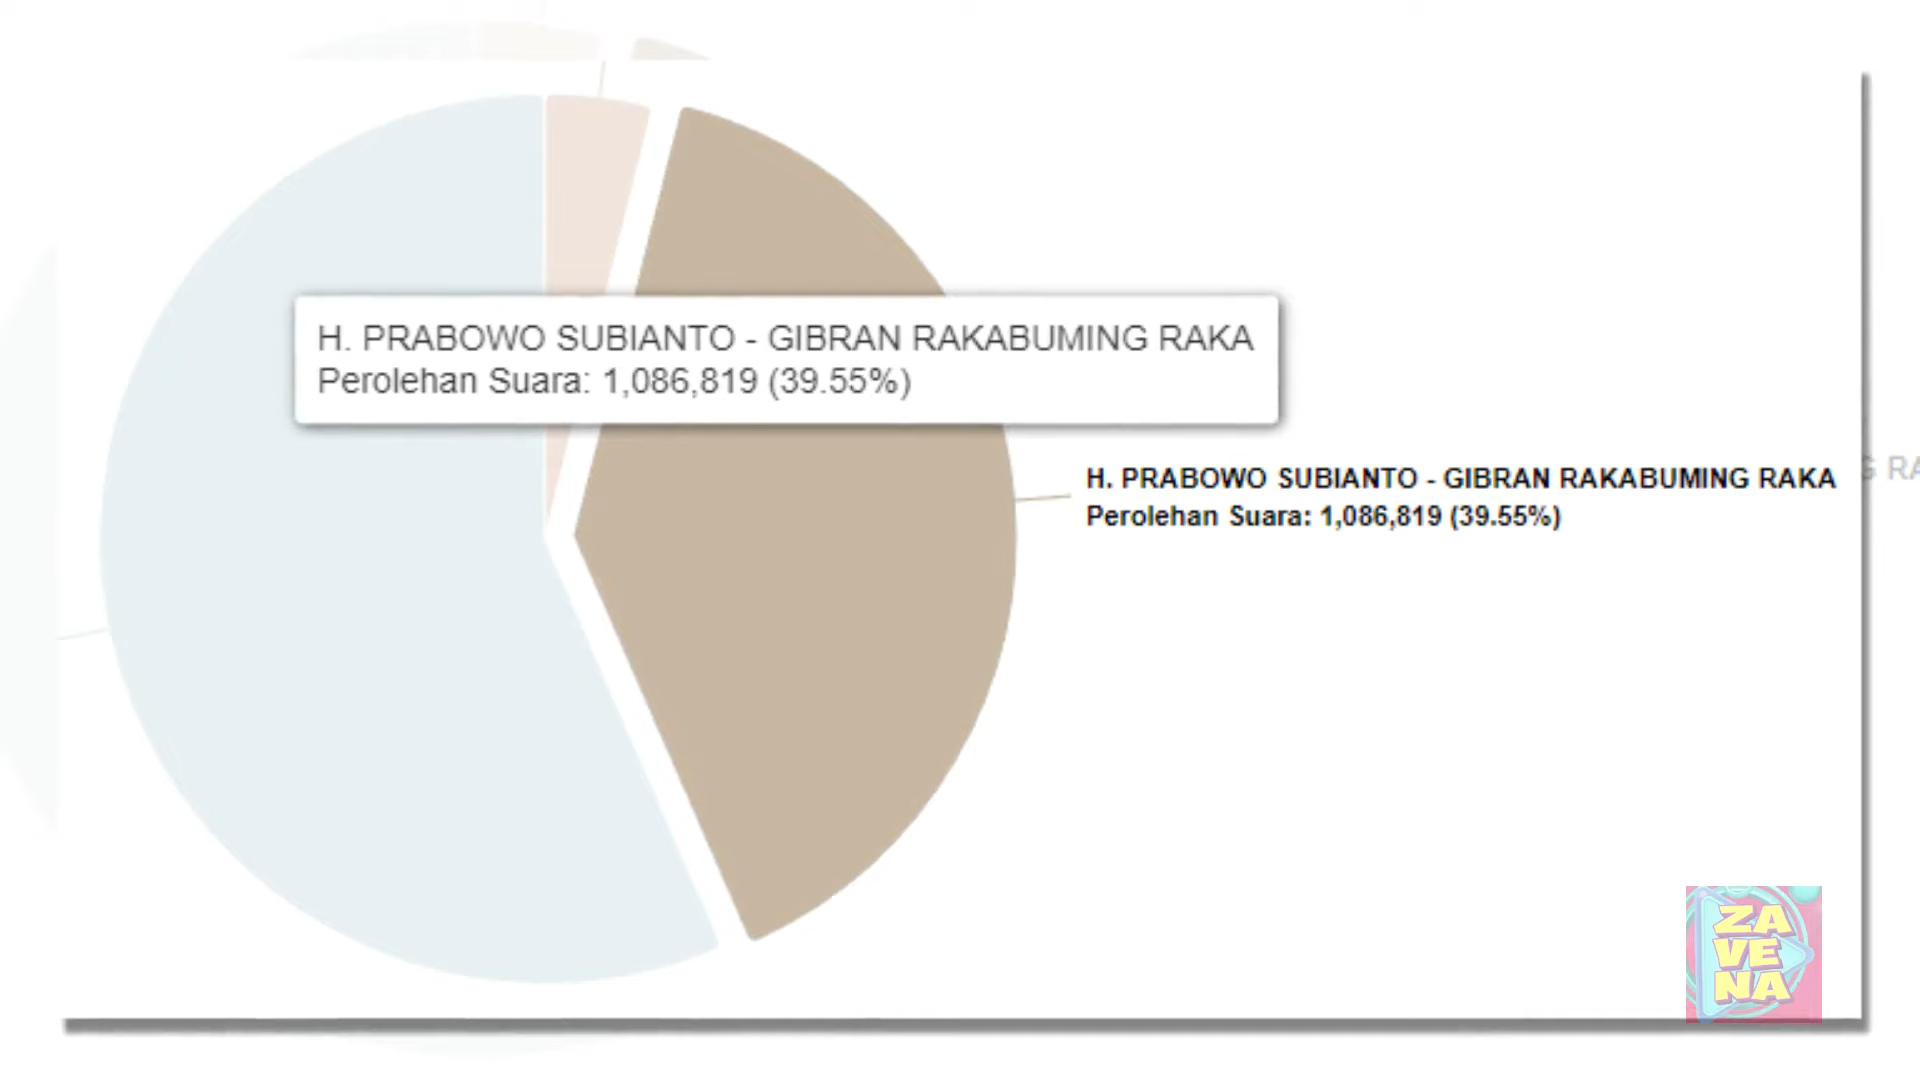 H. PRABOWO SUBIANTO - GIBRAN RAKABUMING RAKA
Perolehan Suara: 1,086,819 (39.55%)
H. PRABOWO SUBIANTO - GIBRAN RAKABUMING RAKA
Perolehan Suara: 1,086,819 (39.55%)
ZA
VE
NA